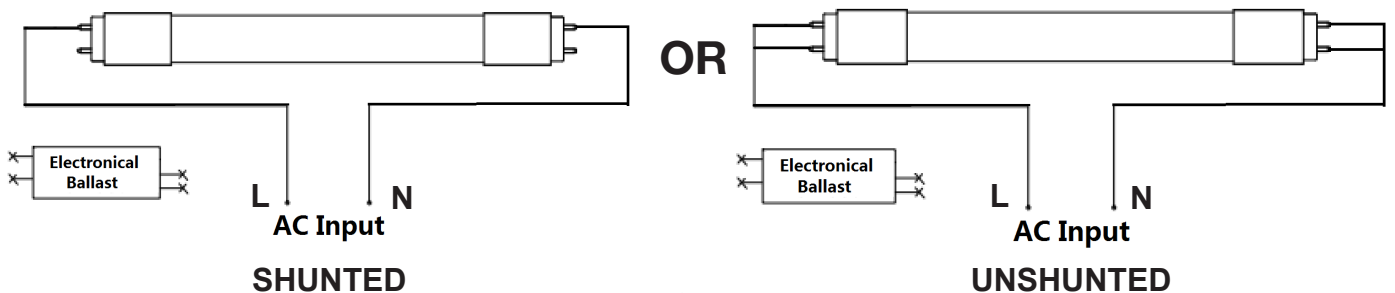 OR
Electronical
Ballast
L
N
AC Input
SHUNTED
Electronical
Ballast
L
N
AC Input
UNSHUNTED